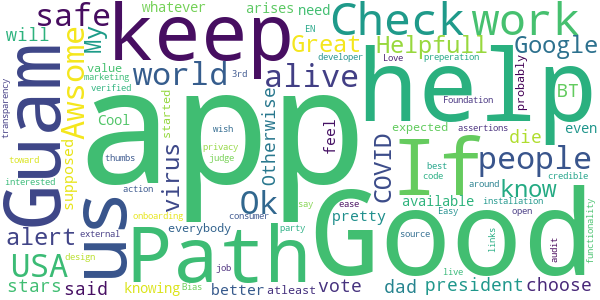 whatever
arises
need
EN
developer
3rd
safe
keep
Check
work
will
My
Great
Helpfull
Google
value
marketing
verified
world
alive
Love
preperation
probably
transparency
Guam
Awsome
app
help
BT
Cool
started
Otherwise
Foundation
assertions
even
thumbs
wish
privacy
judge
feel
COVID
If
die
expected
best
code
around
credible
toward
interested
supposed
us
action
virus
Ok
people
know
available
installation
Easy
open
functionality
Path
Good
onboarding
consumer
say
ease
pretty
source
links
audit
alert
external
everybody
party
USA
design
job
live
stars
said
knowing
Bias
better
atleast
vote
dad
president
choose